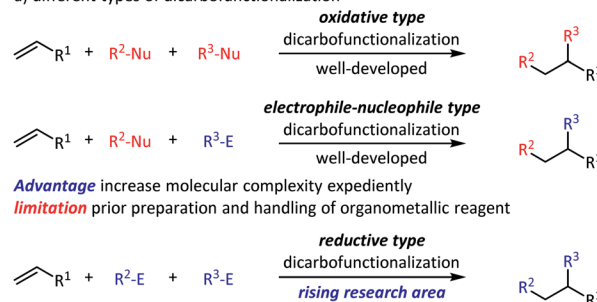 a) different types of dicarbofunctionalization
oxidative type
R¹ + R²-Nu + R³-Nu dicarbofunctionalization R² R³
well-developed
electrophile-nucleophile type
R¹ + R²-Nu + R³-E dicarbofunctionalization R² R³
well-developed
Advantage increase molecular complexity expediently
limitation prior preparation and handling of organometallic reagent
reductive type
R¹ + R²-E + R³-E dicarbofunctionalization R² R³
rising research area